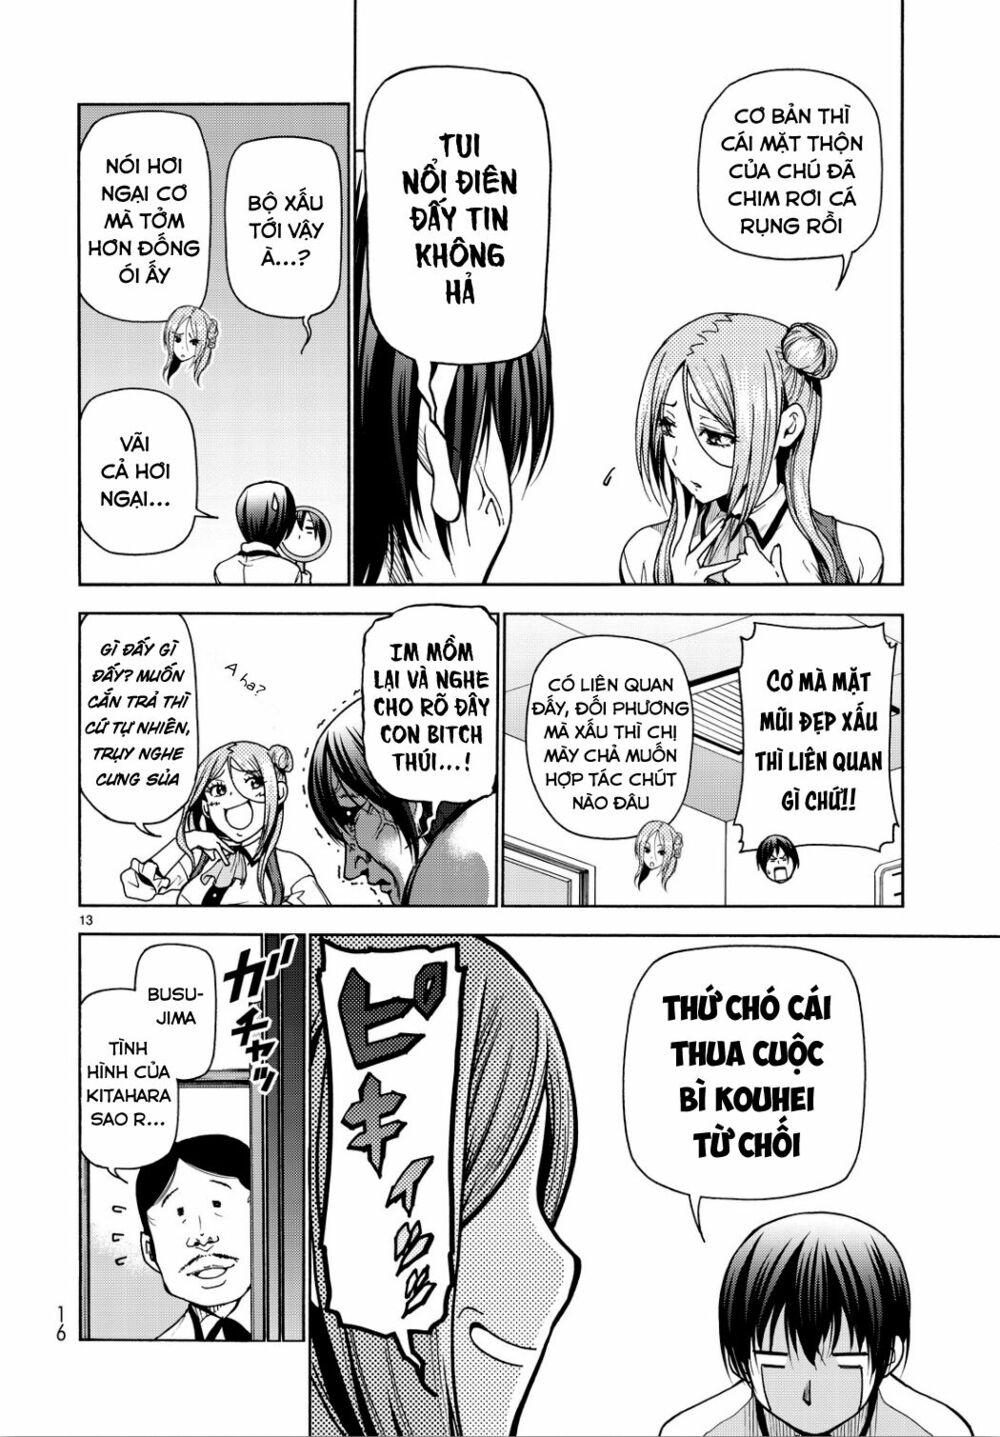 CƠ BẢN THÌ
CÁI MẶT THỘN
CỦA CHÚ ĐÃ
CHIM RƠI CÁ
RỤNG RỒI
TUI
NỔI ĐIÊN
ĐẤY TIN
KHÔNG
HẢ
BỘ XẤU
TỚI VẬY
À...?
NÓI HƠI
NGẠI CƠ
MÀ TỞM
HƠN ĐỐNG
ÓI ẤY
VÃI
CẢ HƠI
NGẠI...
CƠ MÀ MẶT
MŨI ĐẸP XẤU
THÌ LIÊN QUAN
GÌ CHỨ!!
CÓ LIÊN QUAN
ĐẤY, ĐỐI PHƯƠNG
MÀ XẤU THÌ CHỊ
MÀY CHẢ MUỐN
HỢP TÁC CHÚT
NÀO ĐÂU
IM MỒM
LẠI VÀ NGHE
CHO RÕ ĐÂY
CON BITCH
THÚI...!
GÌ ĐẤY GÌ
ĐẤY? MUỐN
CẮN TRẢ THÌ
CỨ TỰ NHIÊN,
TRỤY NGHE
CƯNG SỦA
A ha?
13
THỨ CHÓ CÁI
THUA CUỘC
BÌ KOUHEI
TỪ CHỐI
ピキィ
ガチャッ
BUSU-
JIMA
TÌNH
HÌNH CỦA
KITAHARA
SAO R...
16